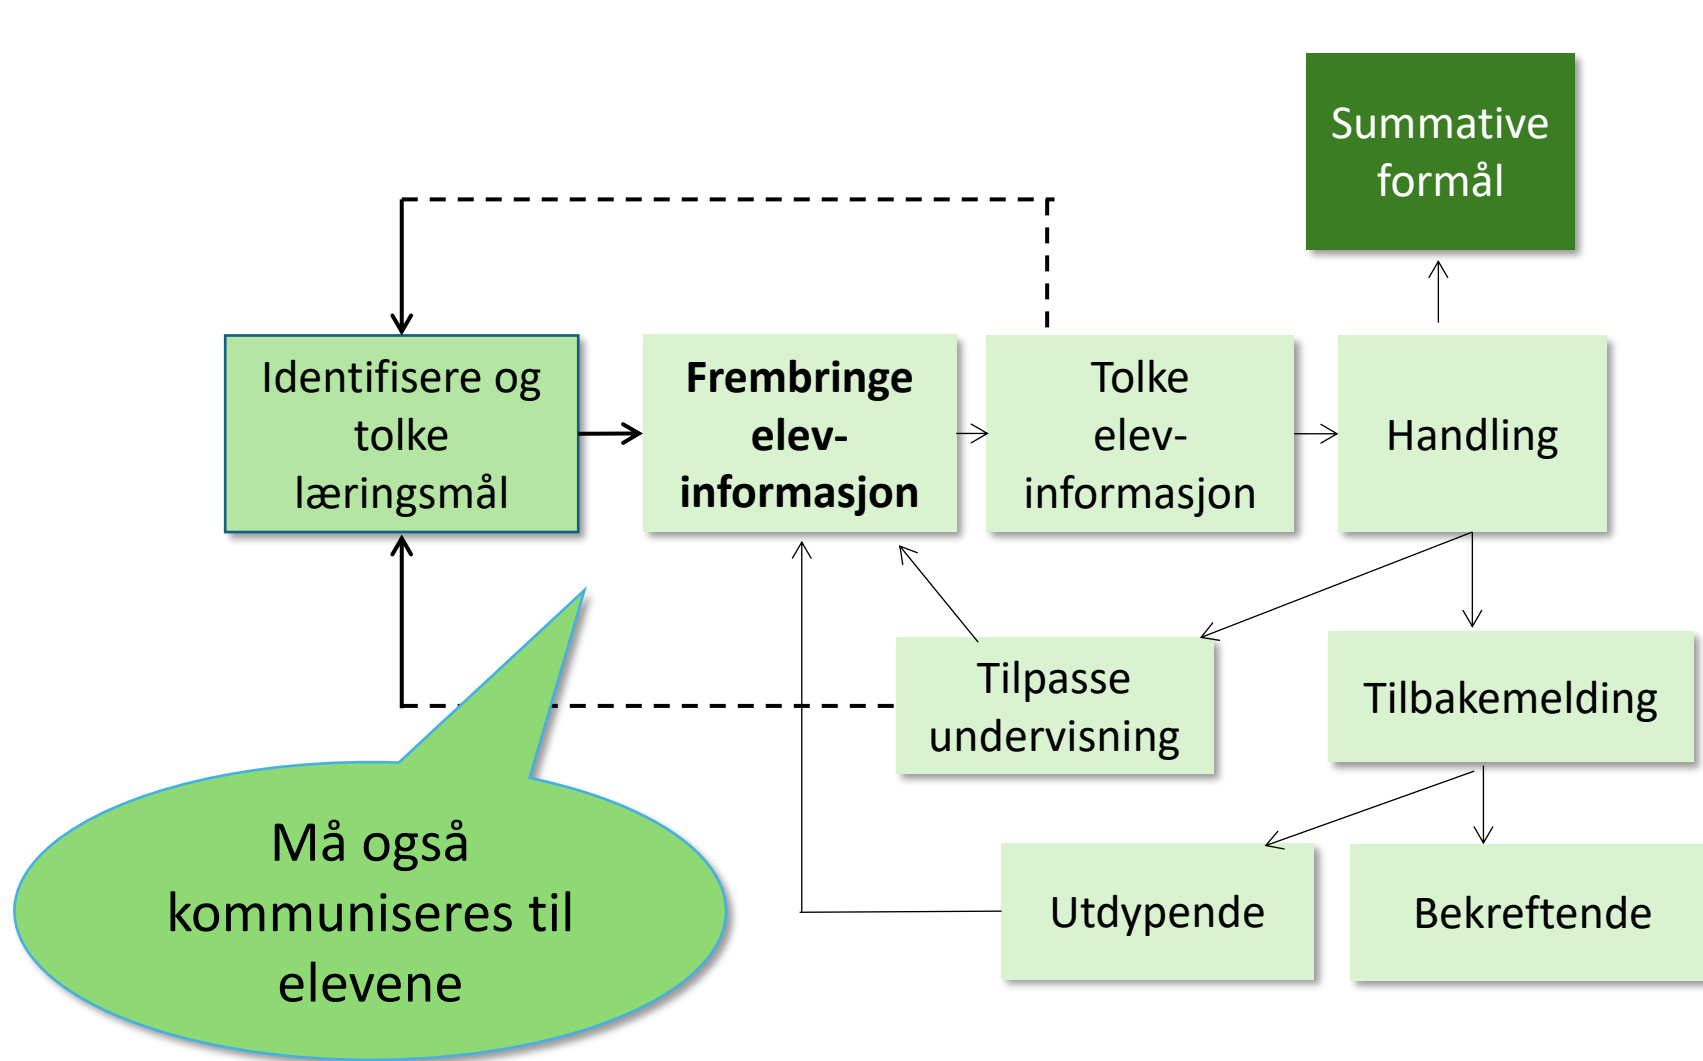 Summative
formål
Identifisere og
tolke
læringsmål
Frembringe
elev-
informasjon
Tolke
elev-
informasjon
Handling
Tilpasse
undervisning
Tilbakemelding
Må også
kommuniseres til
elevene
Utdypende
Bekreftende